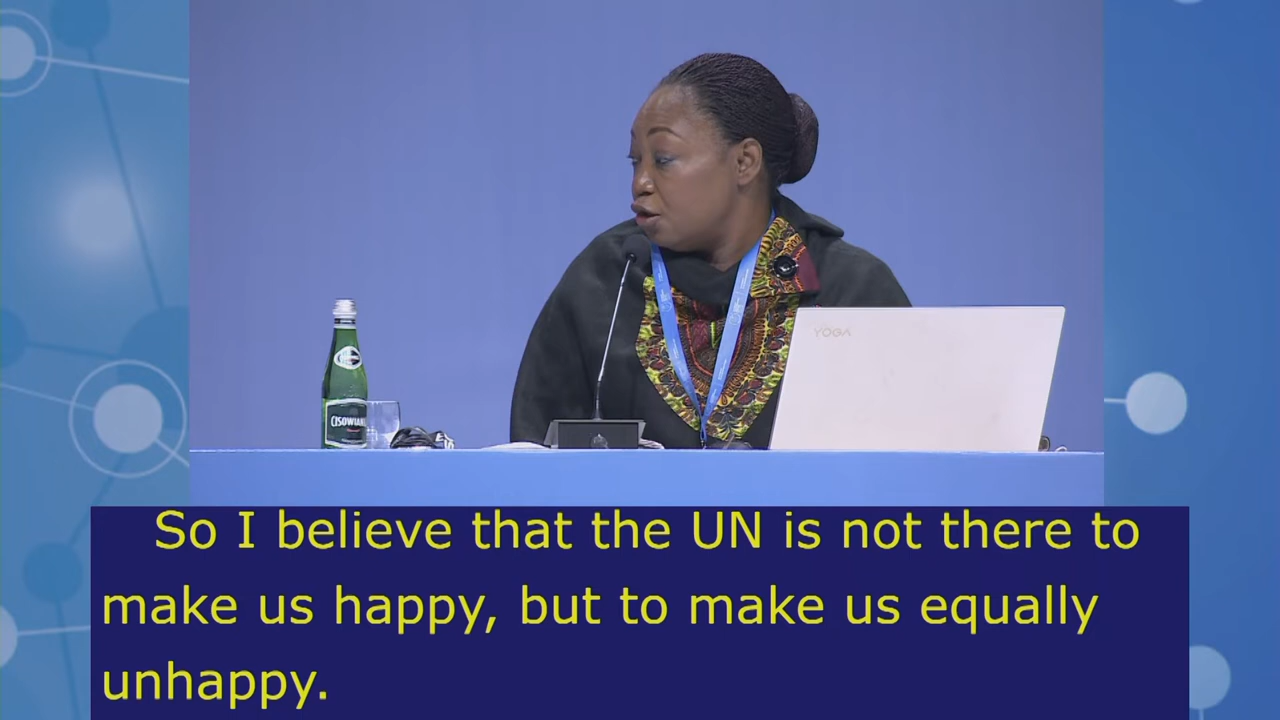 CISOWIAN
YOGA
So I believe that the UN is not there to
make us happy, but to make us equally
unhappy.